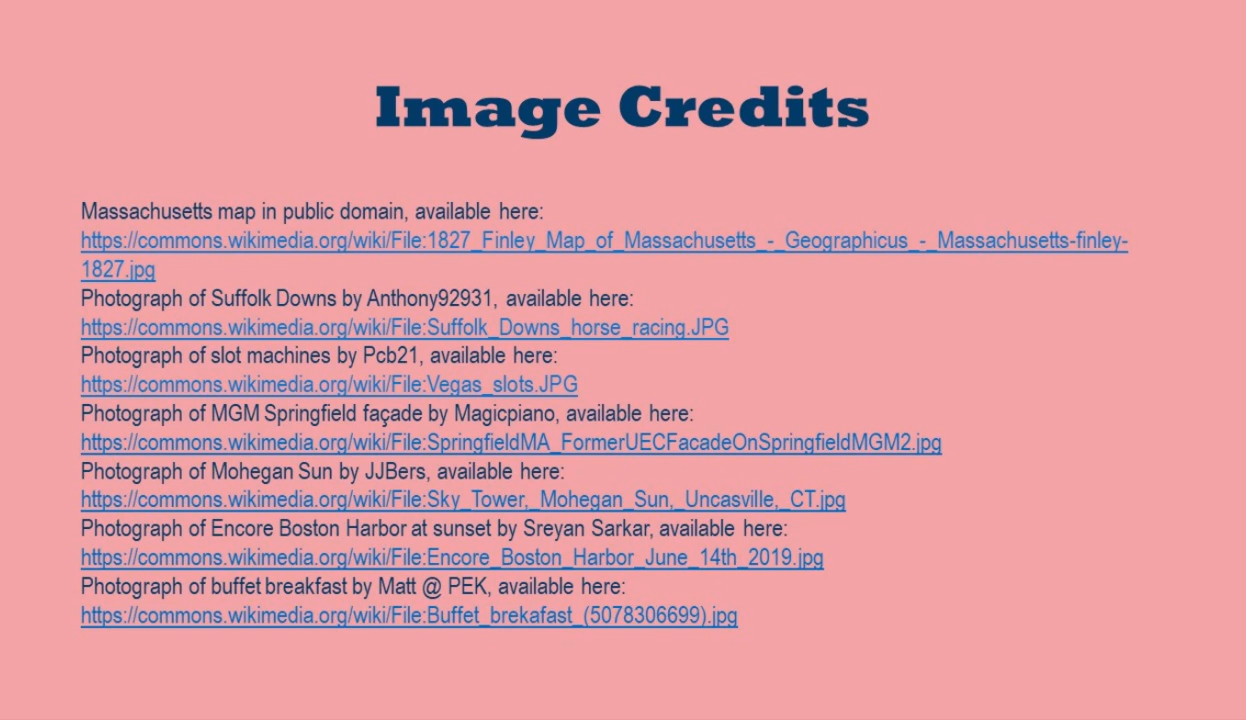 Image Credits
Massachusetts map in public domain, available here:
https://commons.wikimedia.org/wiki/File:1827_Finley_Map_of_Massachusetts_-_Geographicus_-_Massachusetts-finley-
1827.jpg
Photograph of Suffolk Downs by Anthony92931, available here:
https://commons.wikimedia.org/wiki/File:Suffolk_Downs_horse_racing.JPG
Photograph of slot machines by Pcb21, available here:
https://commons.wikimedia.org/wiki/File:Vegas_slots.JPG
Photograph of MGM Springfield façade by Magicpiano, available here:
https://commons.wikimedia.org/wiki/File:SpringfieldMA_FormerUECFacadeOnSpringfieldMGM2.jpg
Photograph of Mohegan Sun by JJBers, available here:
https://commons.wikimedia.org/wiki/File:Sky_Tower,_Mohegan_Sun,_Uncasville,_CT.jpg
Photograph of Encore Boston Harbor at sunset by Sreyan Sarkar, available here:
https://commons.wikimedia.org/wiki/File:Encore_Boston_Harbor_June_14th_2019.jpg
Photograph of buffet breakfast by Matt @ PEK, available here:
https://commons.wikimedia.org/wiki/File:Buffet_brekafast_(5078306699).jpg